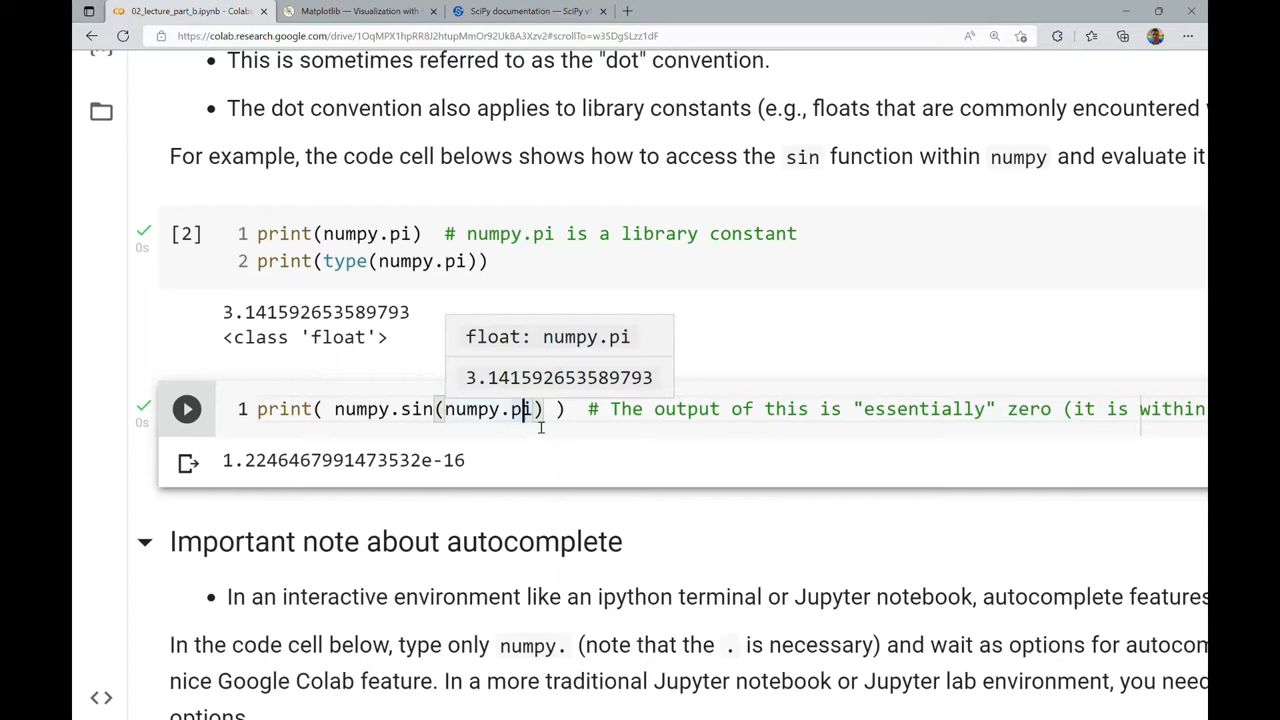 02_lecture_part_b.ipynb - Colab
Matplotlib — Visualization with
SciPy documentation — SciPy v
https://colab.research.google.com/drive/1OqMPX1hpRR8J2htupMmOr92Uk8A3Xzv2#scrollTo=w3SDgSLzz1dF
This is sometimes referred to as the "dot" convention.
The dot convention also applies to library constants (e.g., floats that are commonly encountered
For example, the code cell belows shows how to access the sin function within numpy and evaluate it
[2] 1 print(numpy.pi) # numpy.pi is a library constant
0s
2 print(type(numpy.pi))
3.141592653589793
<class 'float'>
float: numpy.pi
3.141592653589793
1 print( numpy.sin(numpy.pi) ) # The output of this is "essentially" zero (it is within
0s
1.2246467991473532e-16
Important note about autocomplete
In an interactive environment like an ipython terminal or Jupyter notebook, autocomplete features
In the code cell below, type only numpy. (note that the . is necessary) and wait as options for autocom
nice Google Colab feature. In a more traditional Jupyter notebook or Jupyter lab environment, you need
options.